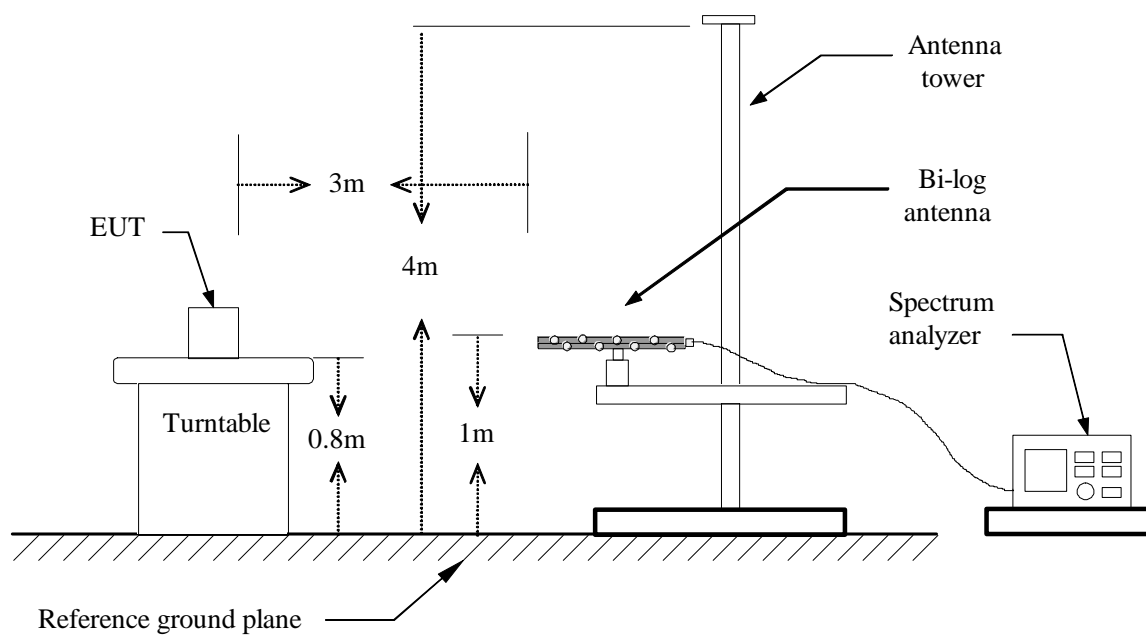 Antenna
tower
3m
Bi-log
antenna
EUT
4m
Spectrum
analyzer
Turntable
0.8m
1m
Reference ground plane